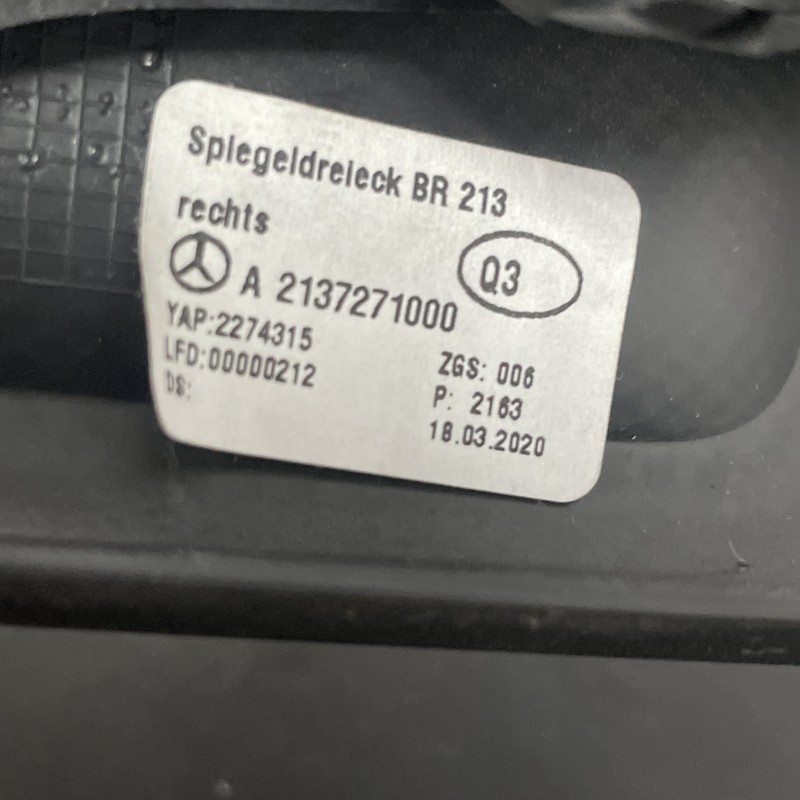 Spiegeldreieck BR 213
rechts
Q3
A 2137271000
YAP:2274315
LFD:00000212
DS:
ZGS: 006
P: 2163
18.03.2020